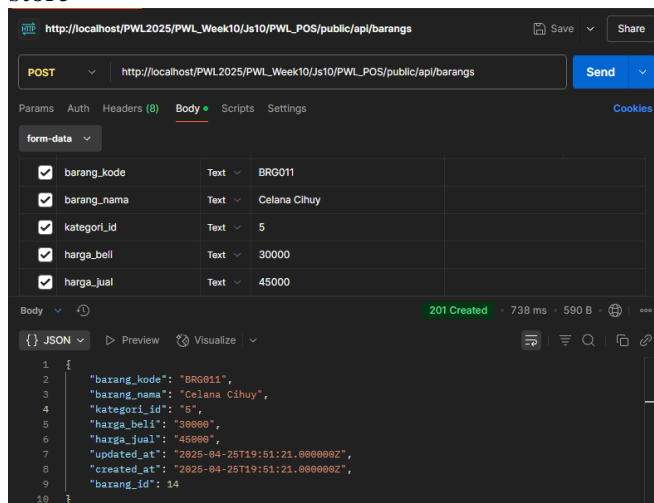 store
HTTP http://localhost/PWL2025/PWL_Week10/Js10/PWL_POS/public/api/barangs Save Share
POST http://localhost/PWL2025/PWL_Week10/Js10/PWL_POS/public/api/barangs Send
Params Auth Headers (8) Body Scripts Settings Cookies
form-data
barang_kode Text BRG011
barang_nama Text Celana Cihuy
kategori_id Text 5
harga_beli Text 30000
harga_jual Text 45000
Body 201 Created 738 ms 590 B
{} JSON Preview Visualize
1 {
2 "barang_kode": "BRG011",
3 "barang_nama": "Celana Cihuy",
4 "kategori_id": "5",
5 "harga_beli": "30000",
6 "harga_jual": "45000",
7 "updated_at": "2025-04-25T19:51:21.000000Z",
8 "created_at": "2025-04-25T19:51:21.000000Z",
9 "barang_id": 14
10 }